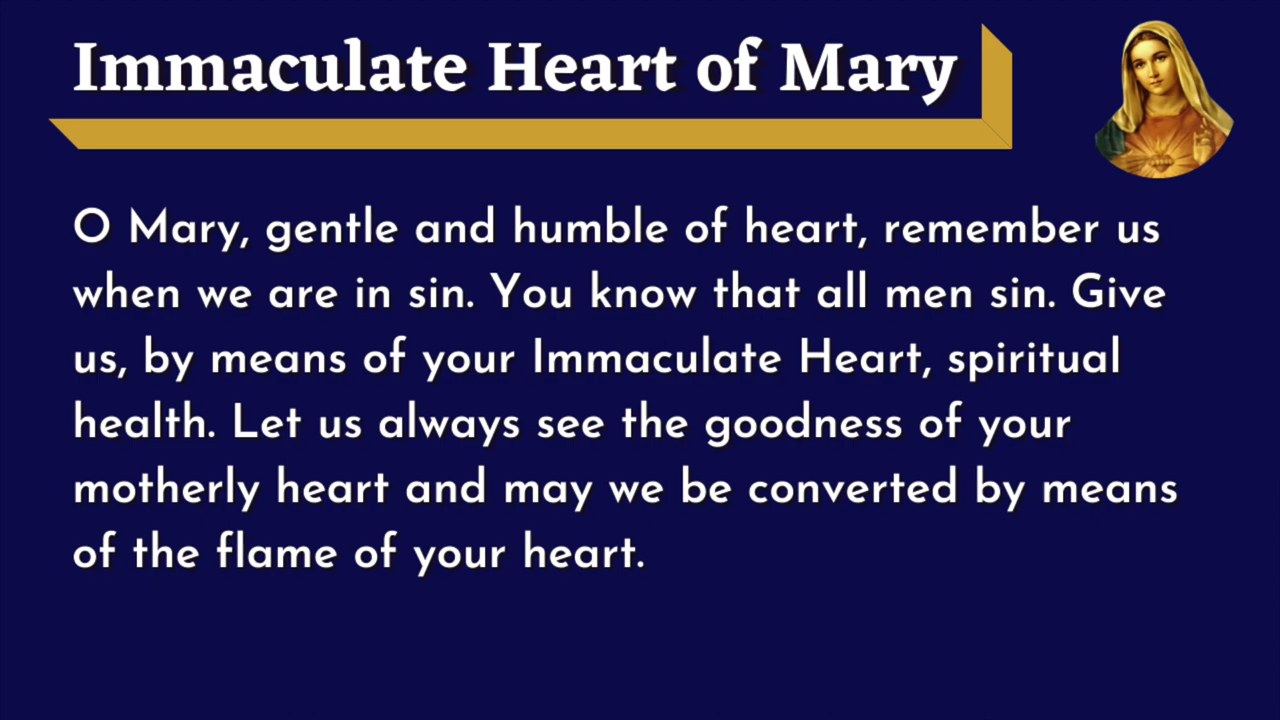 Immaculate Heart of Mary
O Mary, gentle and humble of heart, remember us
when we are in sin. You know that all men sin. Give
us, by means of your Immaculate Heart, spiritual
health. Let us always see the goodness of your
motherly heart and may we be converted by means
of the flame of your heart.